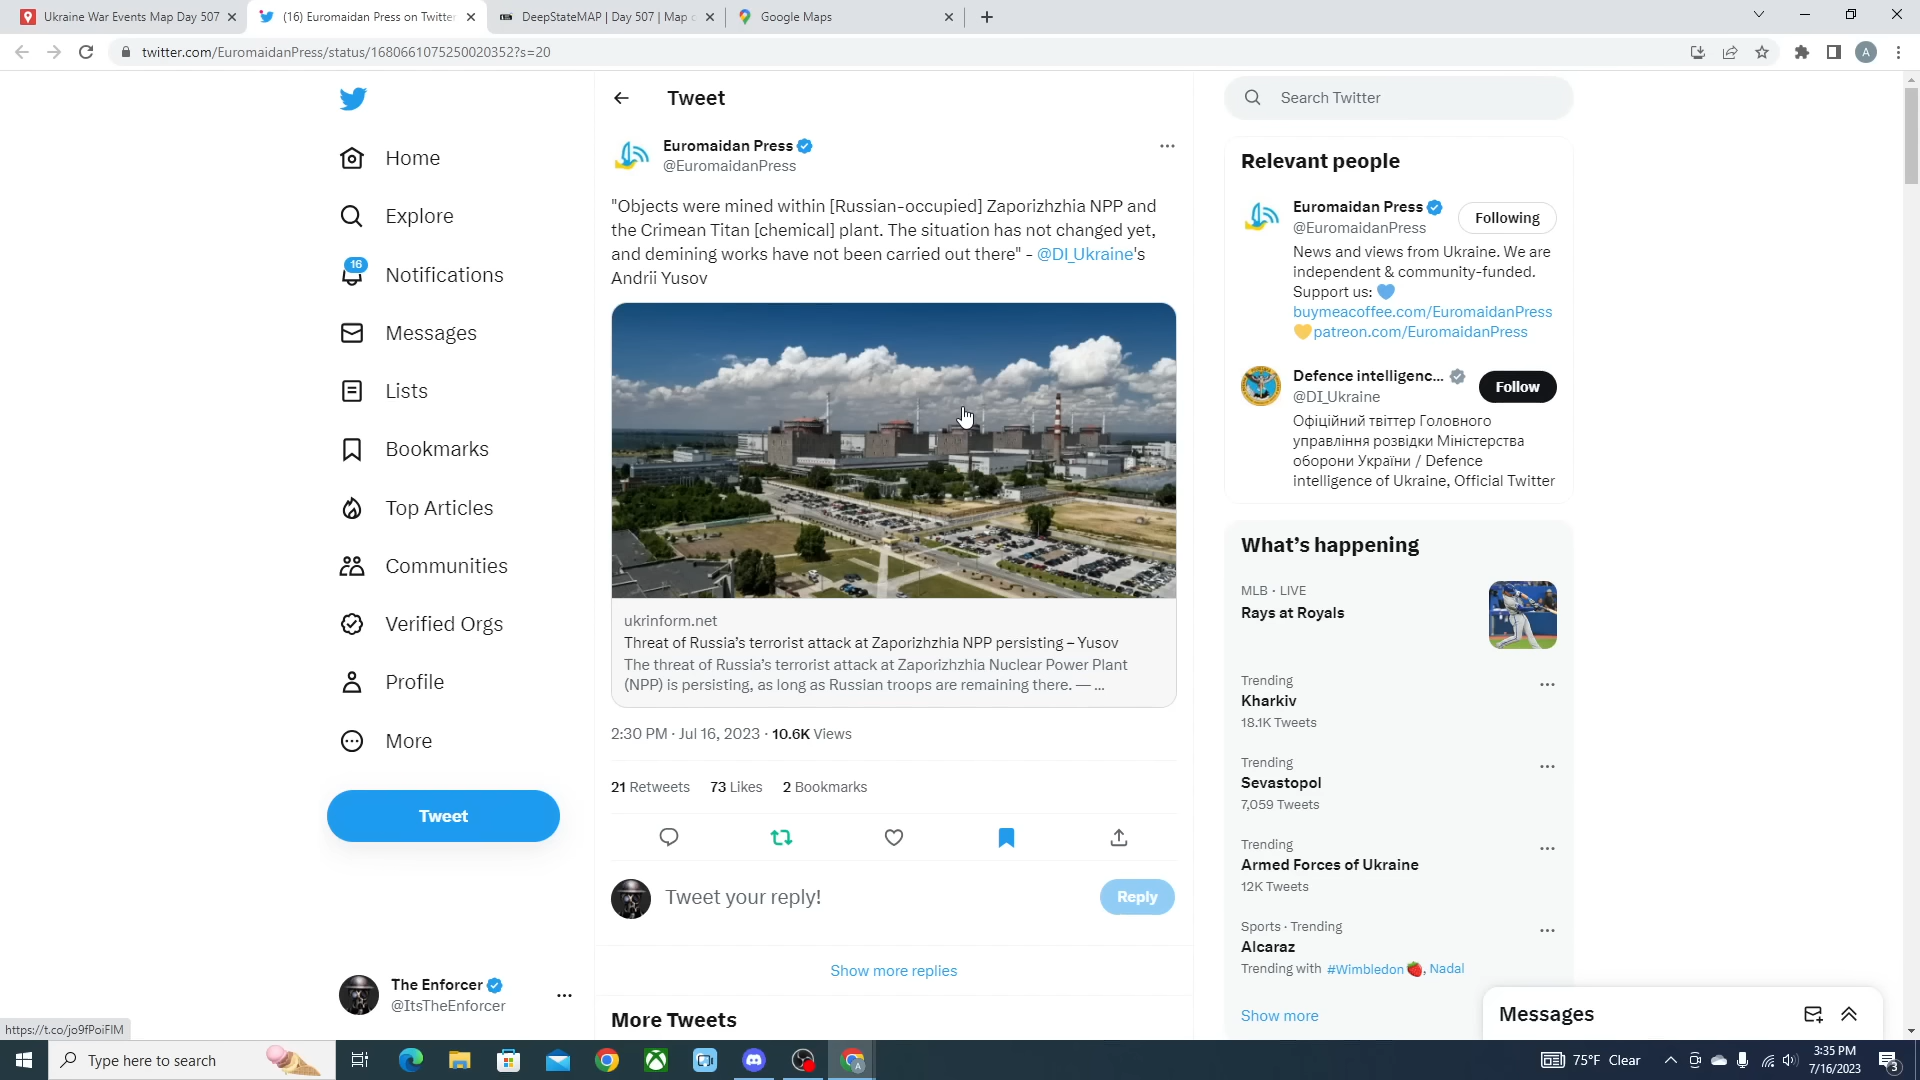 Ukraine War Events Map Day 507
(16) Euromaidan Press on Twitter
DeepStateMAP | Day 507 | Map
Google Maps
twitter.com/EuromaidanPress/status/1680661075250020352?s=20
A
Home
Explore
16
Notifications
Messages
Lists
Bookmarks
Top Articles
Communities
Verified Orgs
Profile
More
Tweet
The Enforcer
@ItsTheEnforcer
https://t.co/jo9fPoiFIM
Tweet
Euromaidan Press
@EuromaidanPress
"Objects were mined within [Russian-occupied] Zaporizhzhia NPP and
the Crimean Titan [chemical] plant. The situation has not changed yet,
and demining works have not been carried out there" - @DI_Ukraine's
Andrii Yusov
ukrinform.net
Threat of Russia's terrorist attack at Zaporizhzhia NPP persisting – Yusov
The threat of Russia's terrorist attack at Zaporizhzhia Nuclear Power Plant
(NPP) is persisting, as long as Russian troops are remaining there. — ...
2:30 PM · Jul 16, 2023 · 10.6K Views
21 Retweets 73 Likes 2 Bookmarks
Tweet your reply!
Reply
Show more replies
More Tweets
Search Twitter
Relevant people
Euromaidan Press
@EuromaidanPress
Following
News and views from Ukraine. We are
independent & community-funded.
Support us: 💙
buymeacoffee.com/EuromaidanPress
💛patreon.com/EuromaidanPress
Defence intelligenc...
@DI_Ukraine
Follow
Офіційний твіттер Головного
управління розвідки Міністерства
оборони України / Defence
intelligence of Ukraine, Official Twitter
What's happening
MLB · LIVE
Rays at Royals
Trending
Kharkiv
18.1K Tweets
Trending
Sevastopol
7,059 Tweets
Trending
Armed Forces of Ukraine
12K Tweets
Sports · Trending
Alcaraz
Trending with #Wimbledon🍓, Nadal
Show more
Messages
Type here to search
75°F Clear
3:35 PM
7/16/2023
3